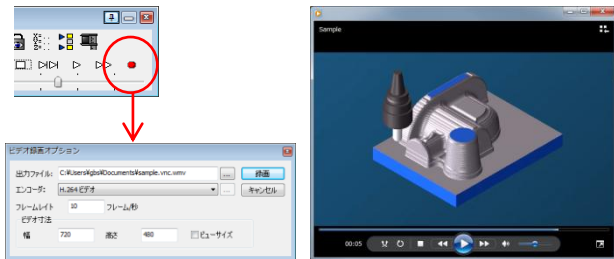 Sample
ビデオ録画オプション
出力ファイル: C:¥Users¥gbs¥Documents¥sample.vnc.wmv ... 録画
エンコーダ: H.264 ビデオ ... キャンセル
フレームレイト 10 フレーム/秒
ビデオ寸法
幅 720 高さ 480 ビューサイズ
00:05